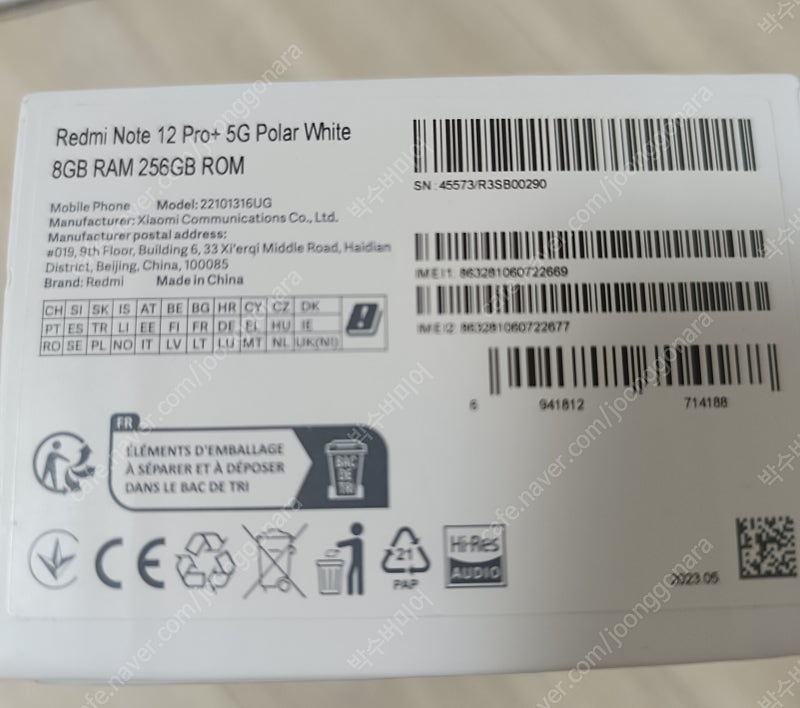 Redmi Note 12 Pro+ 5G Polar White
8GB RAM 256GB ROM
Mobile Phone Model: 22101316UG
Manufacturer: Xiaomi Communications Co., Ltd.
Manufacturer postal address:
#019, 9th Floor, Building 6, 33 Xi'erqi Middle Road, Haidian
District, Beijing, China, 100085
Brand: Redmi Made in China
CH SI SK IS AT BE BG HR CY CZ DK
PT ES TR LI EE FI FR DE EL HU IE
RO SE PL NO IT LV LT LU MT NL UK(NI)
SN: 45573/R3SB00290
IMEI1: 863281060722669
IMEI2: 863281060722677
6 941812 714188
FR
ÉLÉMENTS D'EMBALLAGE
À SÉPARER ET À DÉPOSER
DANS LE BAC DE TRI
BAC
DE
TRI
CE
21
PAP
Hi-Res
AUDIO
2023.05
cafe.naver.com/joonggonara
박수버미어